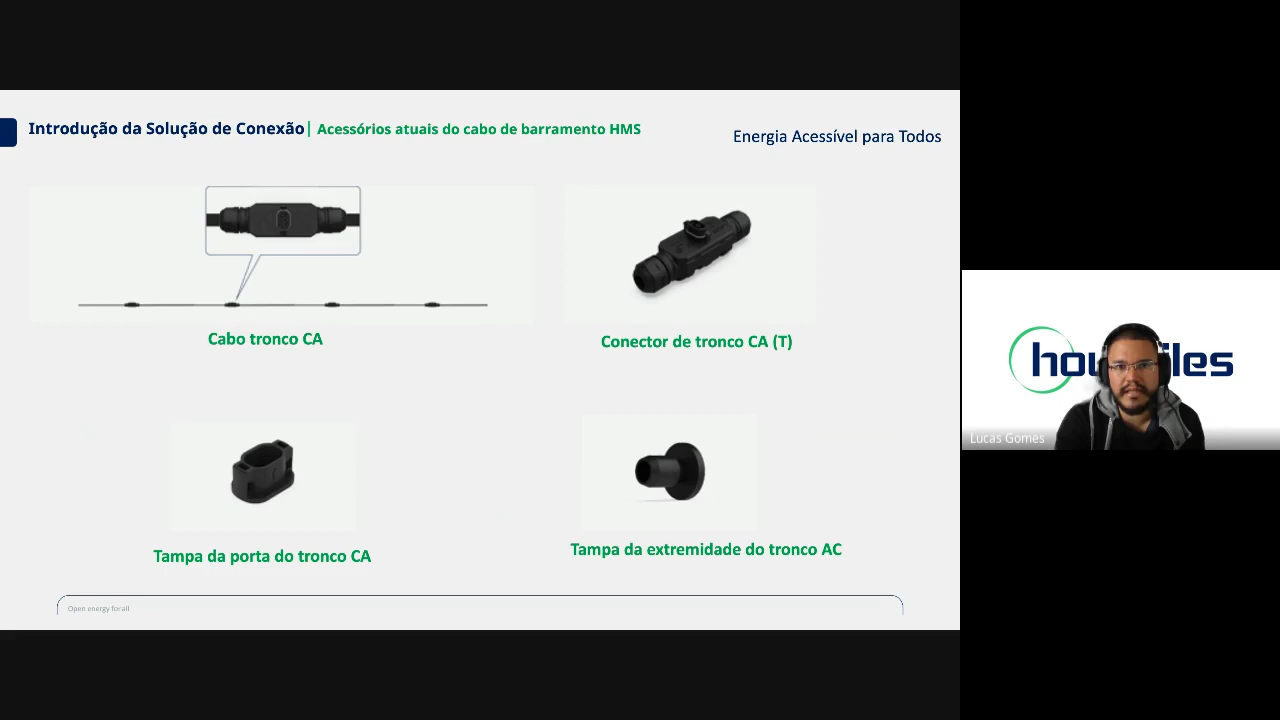 Introdução da Solução de Conexão| Acessórios atuais do cabo de barramento HMS
Energia Acessível para Todos
Cabo tronco CA
Conector de tronco CA (T)
Tampa da porta do tronco CA
Tampa da extremidade do tronco AC
Open energy for all
Lucas Gomes